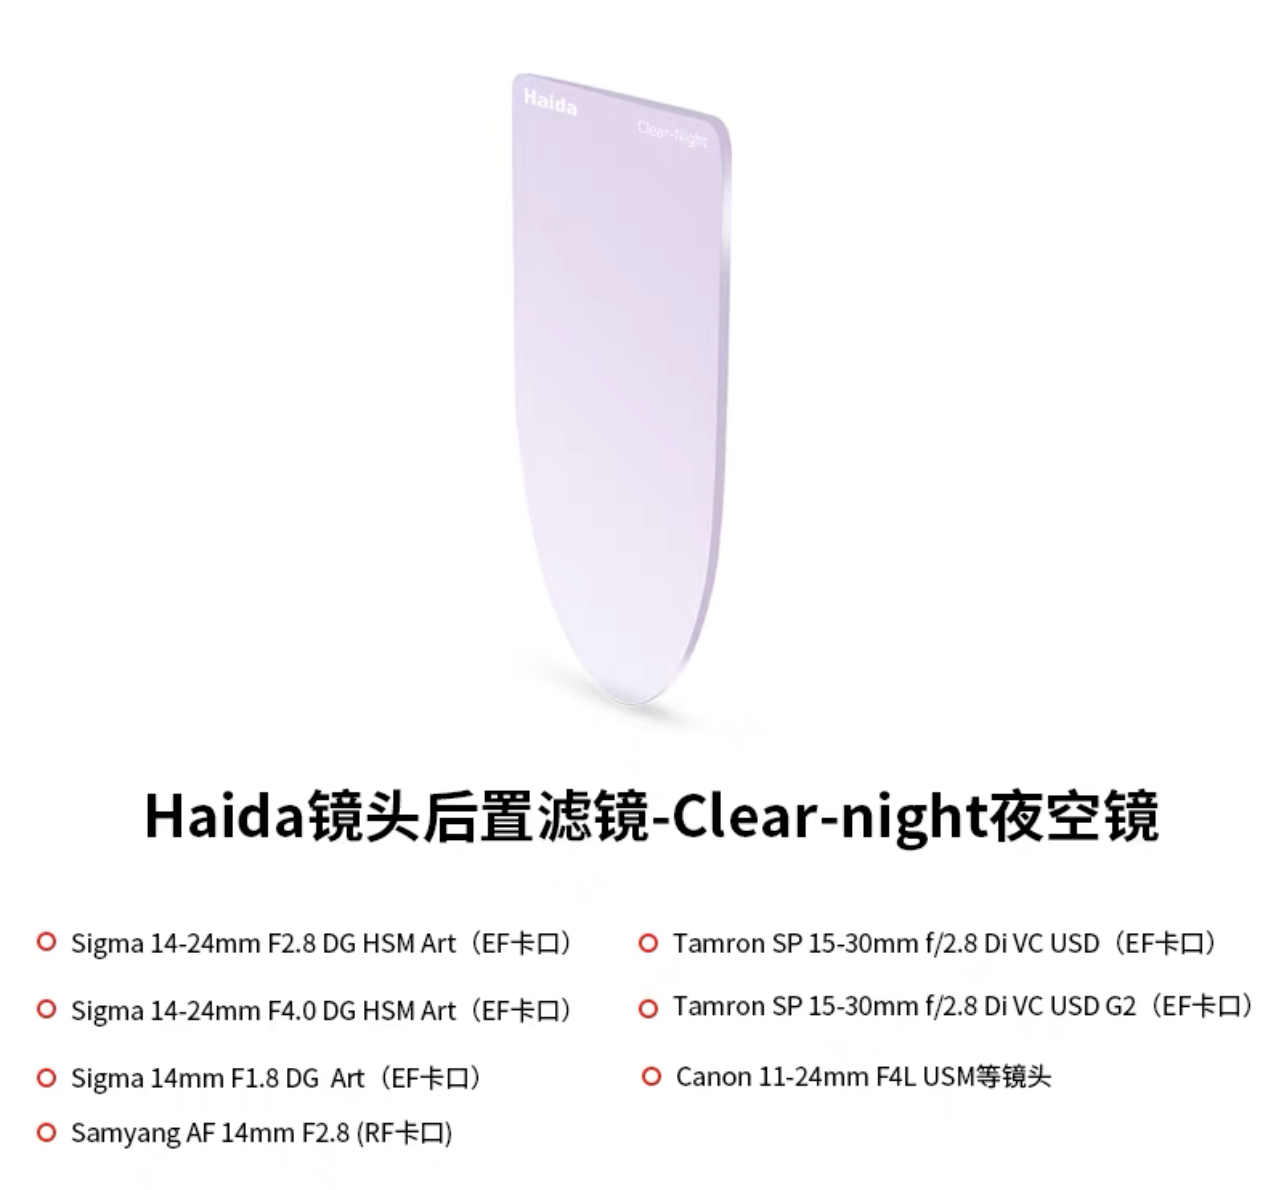 Haida
Clear-Night
Haida镜头后置滤镜-Clear-night夜空镜
Sigma 14-24mm F2.8 DG HSM Art（EF卡口）
Sigma 14-24mm F4.0 DG HSM Art（EF卡口）
Sigma 14mm F1.8 DG  Art（EF卡口）
Samyang AF 14mm F2.8 (RF卡口)
Tamron SP 15-30mm f/2.8 Di VC USD（EF卡口）
Tamron SP 15-30mm f/2.8 Di VC USD G2（EF卡口）
Canon 11-24mm F4L USM等镜头